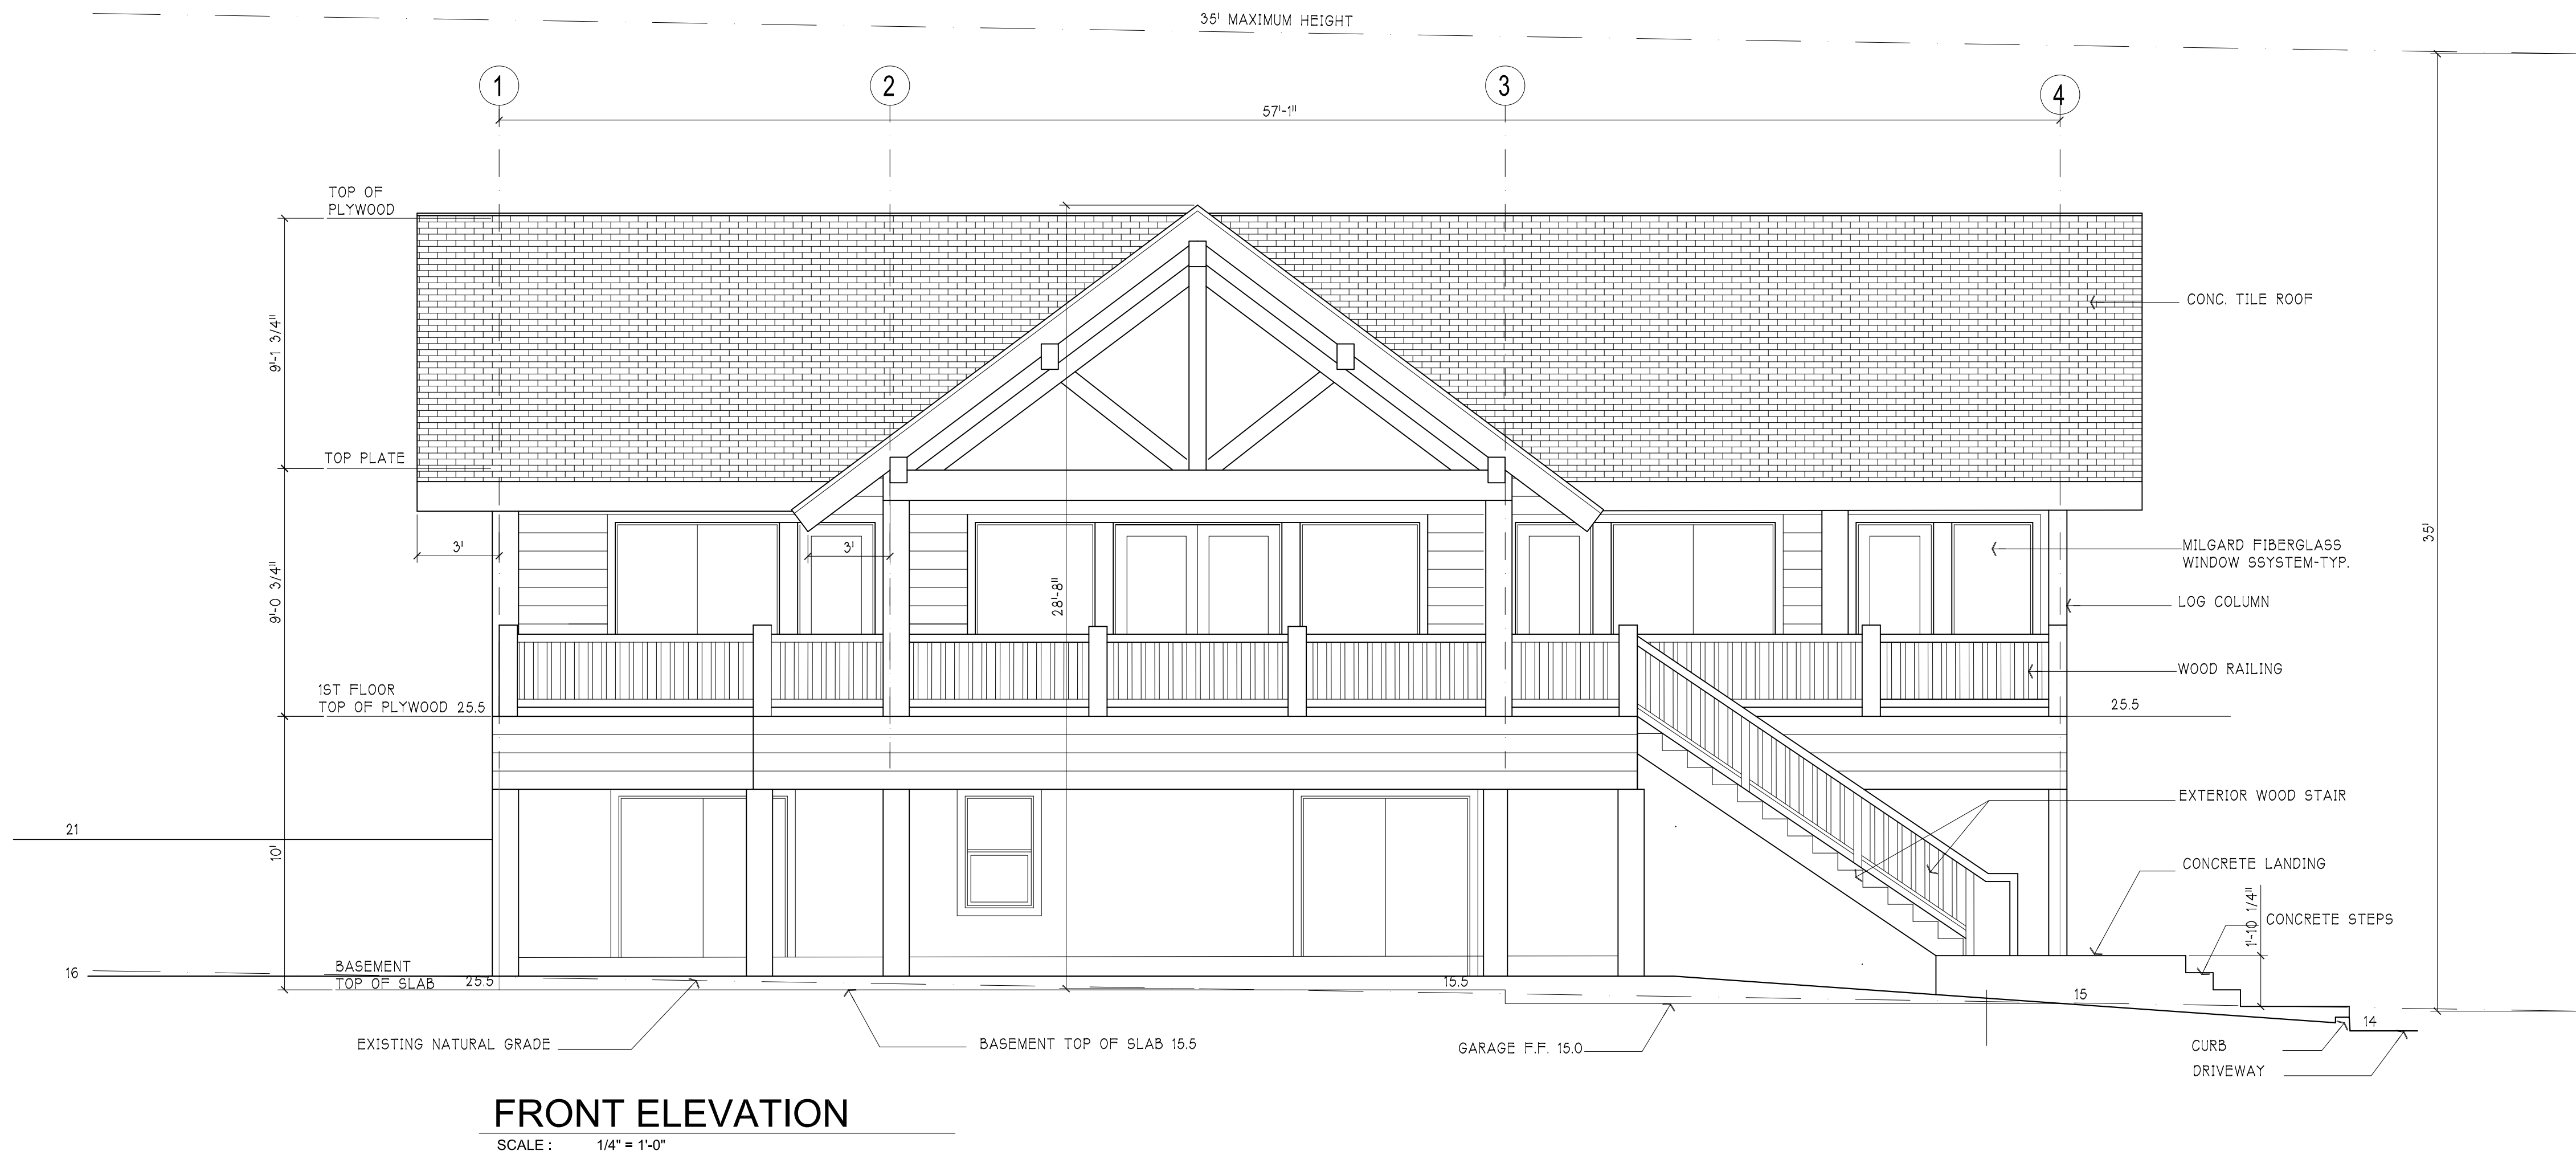 35' MAXIMUM HEIGHT
1
2
3
4
57'-1"
TOP OF
PLYWOOD
9'-1 3/4"
CONC. TILE ROOF
TOP PLATE
3'
3'
28'-8"
9'-0 3/4"
35'
MILGARD FIBERGLASS
WINDOW SSYSTEM-TYP.
LOG COLUMN
WOOD RAILING
1ST FLOOR
TOP OF PLYWOOD 25.5
25.5
EXTERIOR WOOD STAIR
21
10'
CONCRETE LANDING
1'-10 1/4"
CONCRETE STEPS
16
BASEMENT
TOP OF SLAB 25.5
15.5
15
14
EXISTING NATURAL GRADE
BASEMENT TOP OF SLAB 15.5
GARAGE F.F. 15.0
CURB
DRIVEWAY
FRONT ELEVATION
SCALE : 1/4" = 1'-0"